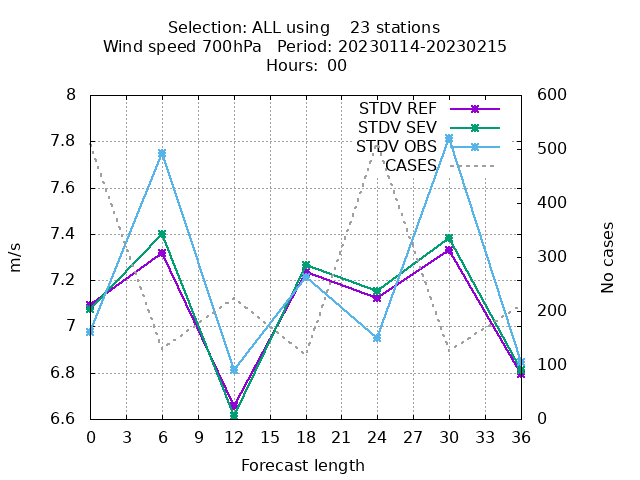 Selection: ALL using    23 stations
Wind speed 700hPa   Period: 20230114-20230215
Hours: 00
STDV REF
STDV SEV
STDV OBS
CASES
8
7.8
7.6
7.4
7.2
7
6.8
6.6
m/s
600
500
400
300
200
100
0
No cases
0 3 6 9 12 15 18 21 24 27 30 33 36
Forecast length